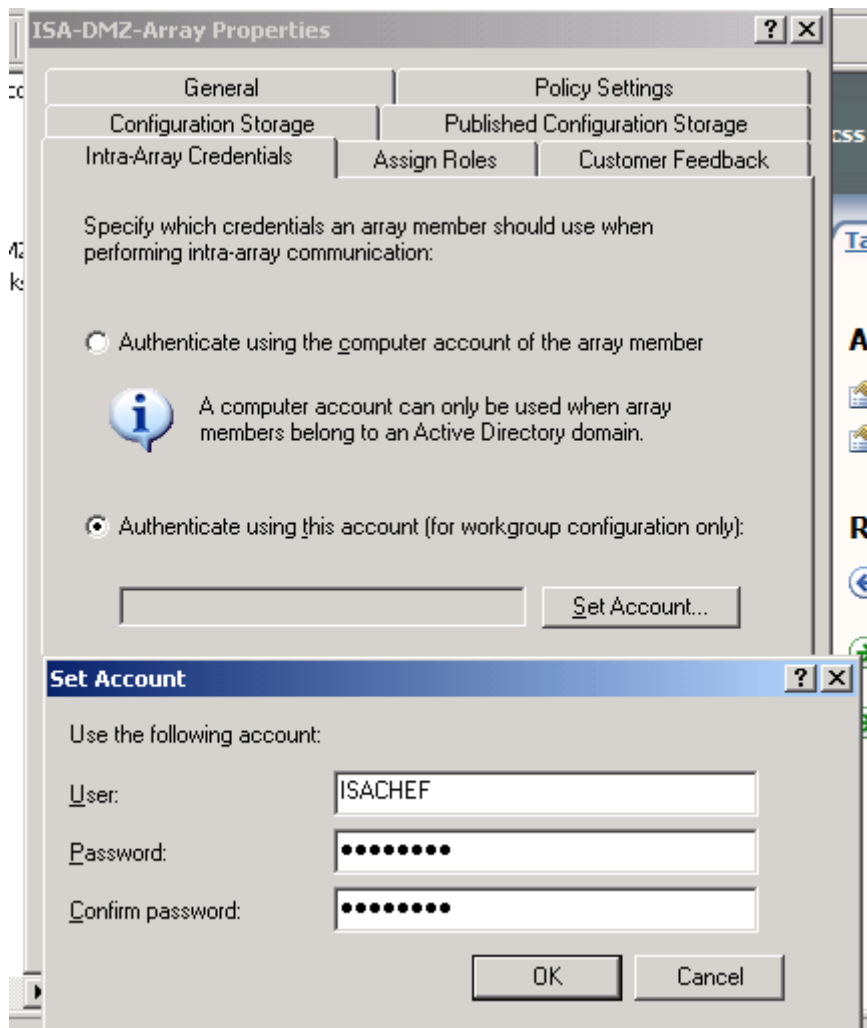 ISA-DMZ-Array Properties
General
Policy Settings
Configuration Storage
Published Configuration Storage
css
Intra-Array Credentials
Assign Roles
Customer Feedback
Specify which credentials an array member should use when
performing intra-array communication:
Authenticate using the computer account of the array member
A computer account can only be used when array
members belong to an Active Directory domain.
Authenticate using this account (for workgroup configuration only):
Set Account...
Set Account
Use the following account:
User:
ISACHEF
Password:
●●●●●●●●
Confirm password:
●●●●●●●●
OK
Cancel